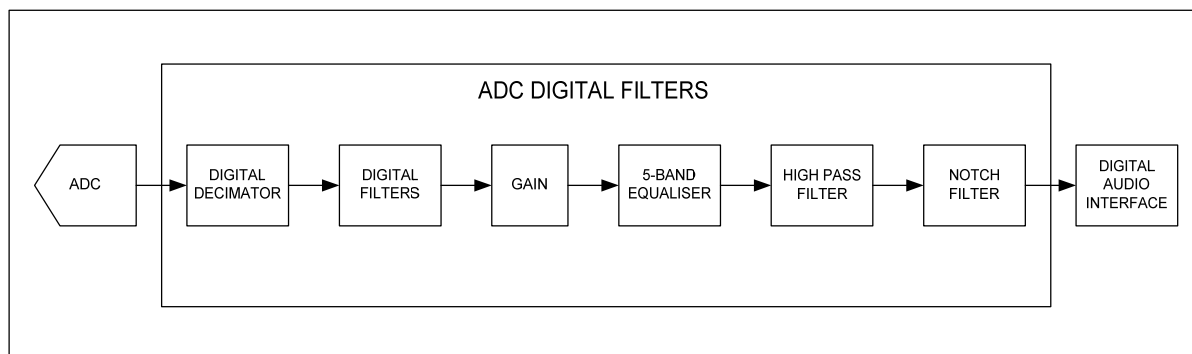 ADC DIGITAL FILTERS
ADC
DIGITAL
DECIMATOR
DIGITAL
FILTERS
GAIN
5-BAND
EQUALISER
HIGH PASS
FILTER
NOTCH
FILTER
DIGITAL
AUDIO
INTERFACE